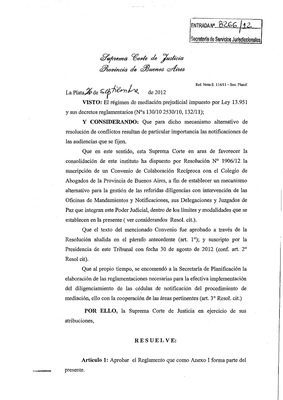 ENTRADA Nº 8266/12
Secretaría de Servicios Jurisdiccionales
Suprema Corte de Justicia
Provincia de Buenos Aires
Ref. Nota S. 116/11 - Sec. Planif.
La Plata, 26 de septiembre de 2012
VISTO: El régimen de mediación prejudicial impuesto por Ley 13.951
y sus decretos reglamentarios (Nºs 130/10 2530/10, 132/11);
Y CONSIDERANDO: Que para dicho mecanismo alternativo de
resolución de conflictos resultan de particular importancia las notificaciones de
las audiencias que se fijen.
Que en este sentido, esta Suprema Corte en aras de favorecer la
consolidación de este instituto ha dispuesto por Resolución Nº 1906/12 la
suscripción de un Convenio de Colaboración Recíproca con el Colegio de
Abogados de la Provincia de Buenos Aires, a fin de establecer un mecanismo
alternativo para la gestión de las referidas diligencias con intervención de las
Oficinas de Mandamientos y Notificaciones, sus Delegaciones y Juzgados de
Paz que integran este Poder Judicial, dentro de los límites y modalidades que se
establecen en la presente ( ver considerandos Resol. cit.).
Que el texto del mencionado Convenio fue aprobado a través de la
Resolución aludida en el párrafo antecedente (art. 1º); y suscripto por la
Presidencia de este Tribunal con fecha 30 de agosto de 2012 (conf. art. 2º
Resol cit).
Que al propio tiempo, se encomendó a la Secretaría de Planificación la
elaboración de las reglamentaciones necesarias para la efectiva implementación
del diligenciamiento de las cédulas de notificación del procedimiento de
mediación, ello con la cooperación de las áreas pertinentes (art. 3º Resol. cit.)
POR ELLO, la Suprema Corte de Justicia en ejercicio de sus
atribuciones,
R E S U E L V E:
Artículo 1: Aprobar el Reglamento que como Anexo I forma parte del
presente.